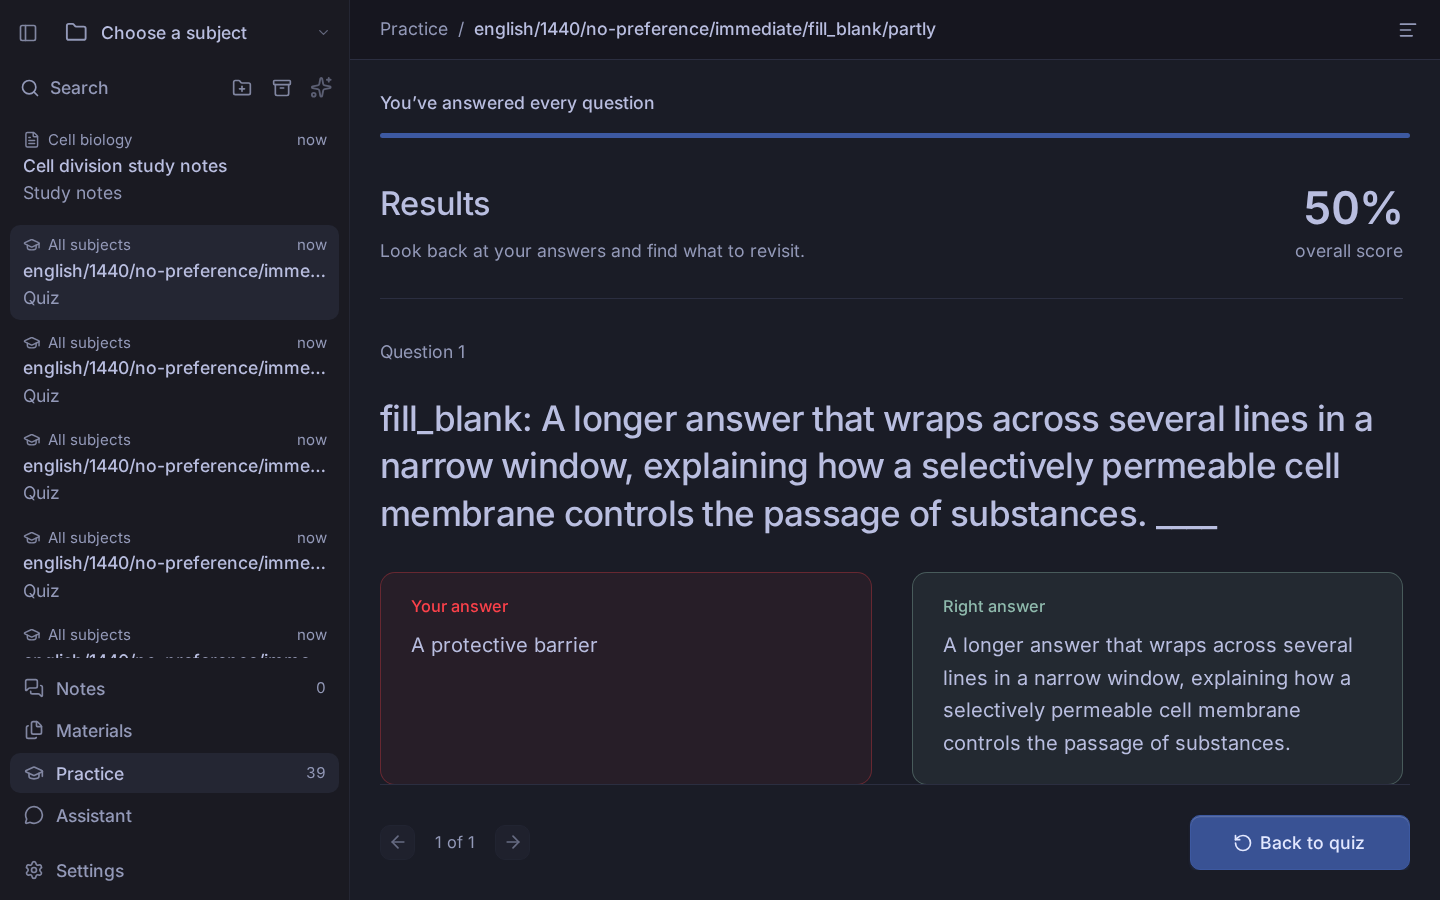 Choose a subject
Search
Cell biology
now
Cell division study notes
Study notes
All subjects
now
english/1440/no-preference/imme...
Quiz
All subjects
now
english/1440/no-preference/imme...
Quiz
All subjects
now
english/1440/no-preference/imme...
Quiz
All subjects
now
english/1440/no-preference/imme...
Quiz
All subjects
now
Notes
0
Materials
Practice
39
Assistant
Settings
Practice / english/1440/no-preference/immediate/fill_blank/partly
You’ve answered every question
Results
50%
Look back at your answers and find what to revisit.
overall score
Question 1
fill_blank: A longer answer that wraps across several lines in a
narrow window, explaining how a selectively permeable cell
membrane controls the passage of substances. ____
Your answer
A protective barrier
Right answer
A longer answer that wraps across several
lines in a narrow window, explaining how a
selectively permeable cell membrane
controls the passage of substances.
1 of 1
Back to quiz